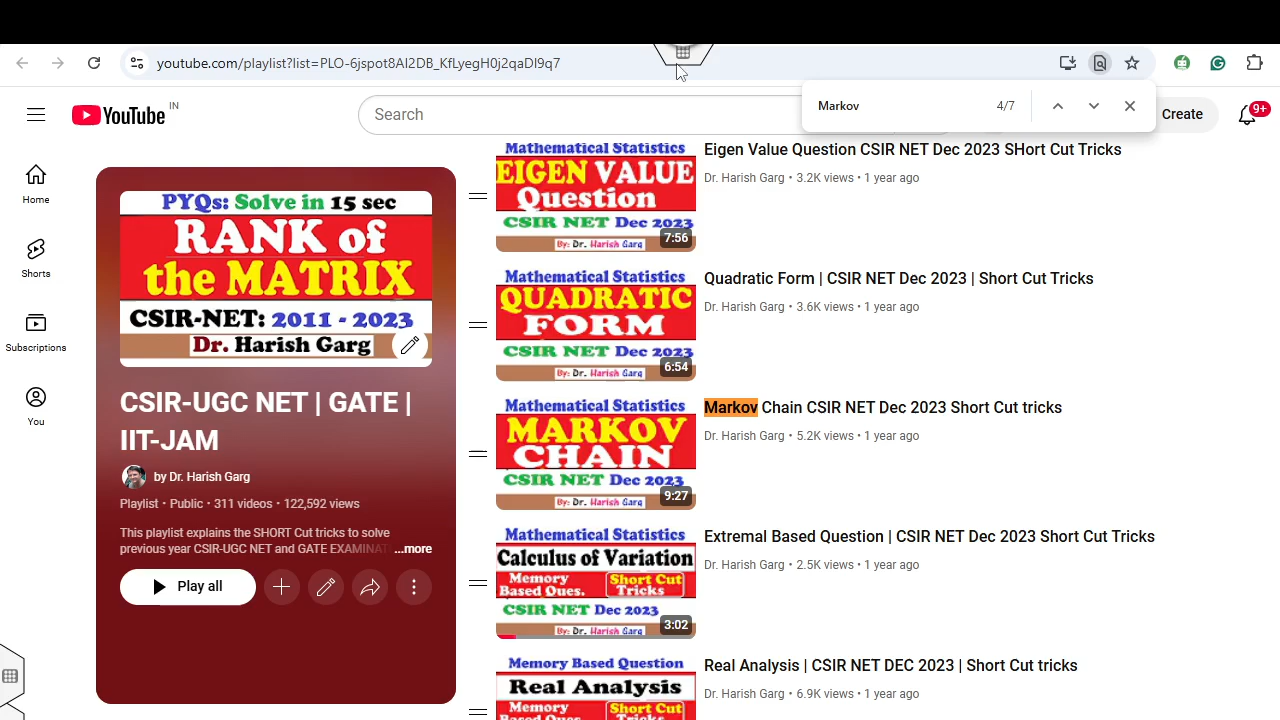 youtube.com/playlist?list=PLO-6jspot8Al2DB_KfLyegH0j2qaDl9q7
Markov
4/7
YouTube IN
Search
Create
9+
Home
Shorts
Subscriptions
You
PYQs: Solve in 15 sec
RANK of
the MATRIX
CSIR-NET: 2011 - 2023
Dr. Harish Garg
CSIR-UGC NET | GATE |
IIT-JAM
by Dr. Harish Garg
Playlist • Public • 311 videos • 122,592 views
This playlist explains the SHORT Cut tricks to solve
previous year CSIR-UGC NET and GATE EXAMINAT ...more
Play all
Mathematical Statistics
EIGEN VALUE
Question
CSIR NET Dec 2023
7:56
By: Dr. Harish Garg
Eigen Value Question CSIR NET Dec 2023 SHort Cut Tricks
Dr. Harish Garg • 3.2K views • 1 year ago
Mathematical Statistics
QUADRATIC
FORM
CSIR NET Dec 2023
6:54
By: Dr. Harish Garg
Quadratic Form | CSIR NET Dec 2023 | Short Cut Tricks
Dr. Harish Garg • 3.6K views • 1 year ago
Mathematical Statistics
MARKOV
CHAIN
CSIR NET Dec 2023
9:27
By: Dr. Harish Garg
Markov Chain CSIR NET Dec 2023 Short Cut tricks
Dr. Harish Garg • 5.2K views • 1 year ago
Mathematical Statistics
Calculus of Variation
Memory Short Cut
Based Ques. Tricks
CSIR NET Dec 2023
3:02
By: Dr. Harish Garg
Extremal Based Question | CSIR NET Dec 2023 Short Cut Tricks
Dr. Harish Garg • 2.5K views • 1 year ago
Memory Based Question
Real Analysis
Memory Short Cut
Based Ques. Tricks
Real Analysis | CSIR NET DEC 2023 | Short Cut tricks
Dr. Harish Garg • 6.9K views • 1 year ago